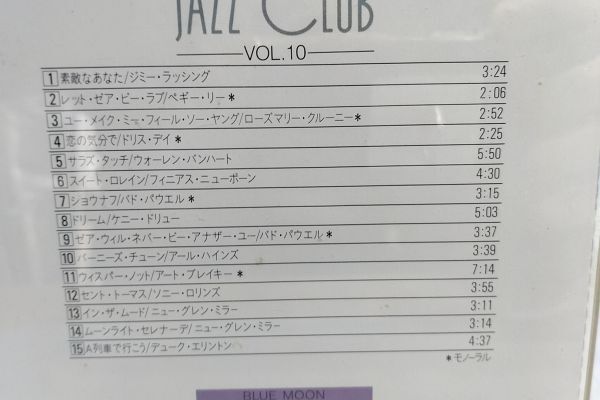 JAZZ CLUB
VOL.10
1 素敵なあなた/ジミー・ラッシング 3:24
2 レット・ゼア・ビー・ラブ/ペギー・リー* 2:06
3 ユー・メイク・ミー・フィール・ソー・ヤング/ローズマリー・クルーニー* 2:52
4 恋の気分で/ドリス・デイ* 2:25
5 サラズ・タッチ/ウォーレン・バンハート 5:50
6 スイート・ロレイン/フィニアス・ニューボーン 4:30
7 ショウナフ/バド・パウエル* 3:15
8 ドリーム/ケニー・ドリュー 5:03
9 ゼア・ウィル・ネバー・ビー・アナザー・ユー/バド・パウエル* 3:37
10 バーニーズ・チューン/アール・ハインズ 3:39
11 ウィスパー・ノット/アート・ブレイキー* 7:14
12 セント・トーマス/ソニー・ロリンズ 3:55
13 イン・ザ・ムード/ニュー・グレン・ミラー 3:11
14 ムーンライト・セレナーデ/ニュー・グレン・ミラー 3:14
15 A列車で行こう/デューク・エリントン 4:37
*モノーラル
BLUE MOON